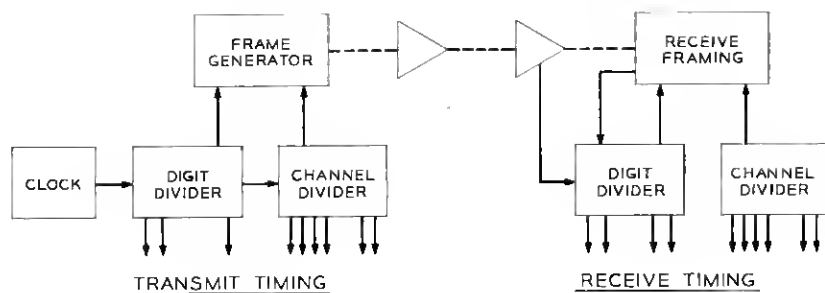 FRAME
GENERATOR
RECEIVE
FRAMING
CLOCK
DIGIT
DIVIDER
CHANNEL
DIVIDER
DIGIT
DIVIDER
CHANNEL
DIVIDER
TRANSMIT TIMING
RECEIVE TIMING